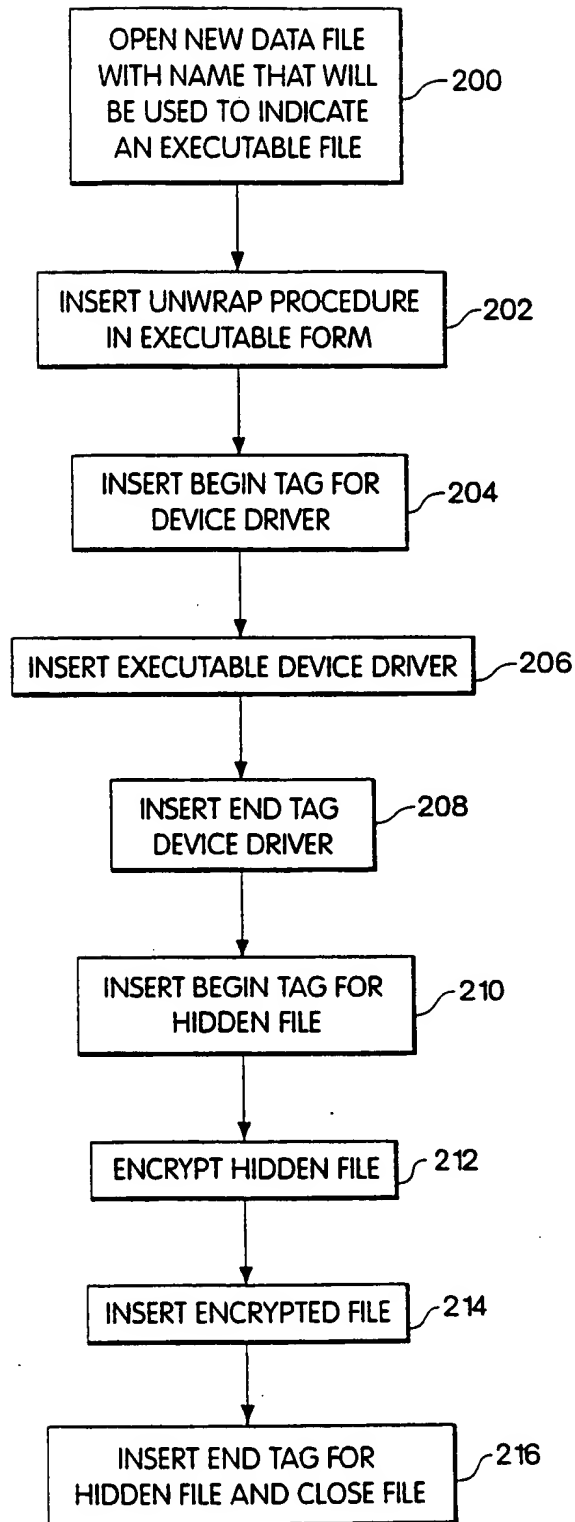 OPEN NEW DATA FILE
WITH NAME THAT WILL
BE USED TO INDICATE
AN EXECUTABLE FILE
200
INSERT UNWRAP PROCEDURE
IN EXECUTABLE FORM
202
INSERT BEGIN TAG FOR
DEVICE DRIVER
204
INSERT EXECUTABLE DEVICE DRIVER
206
INSERT END TAG
DEVICE DRIVER
208
INSERT BEGIN TAG FOR
HIDDEN FILE
210
ENCRYPT HIDDEN FILE
212
INSERT ENCRYPTED FILE
214
INSERT END TAG FOR
HIDDEN FILE AND CLOSE FILE
216